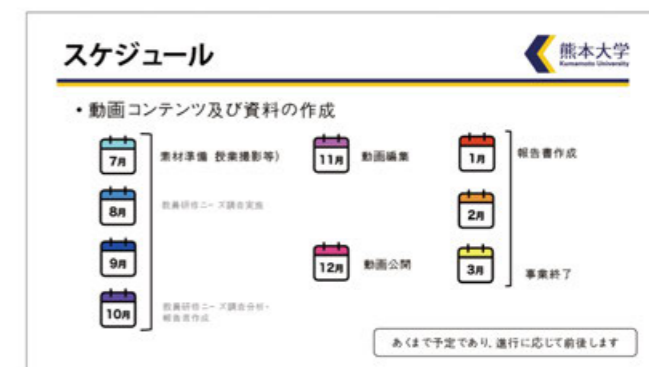 スケジュール
熊本大学
Kumamoto University
・動画コンテンツ及び資料の作成
7月
素材準備 授業撮影等)
8月
教員研修ニーズ調査実施
9月
10月
教員研修ニーズ調査分析・
報告書作成
11月
動画編集
12月
動画公開
1月
報告書作成
2月
3月
事業終了
あくまで予定であり、進行に応じて前後します